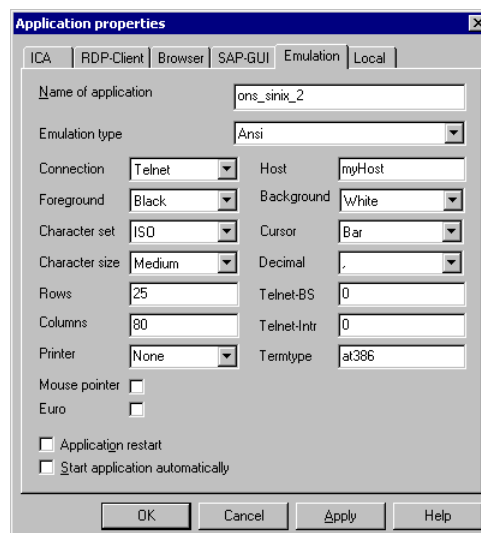 Application properties
ICA RDP-Client Browser SAP-GUI Emulation Local
Name of application ons_sinix_2
Emulation type Ansi
Connection Telnet Host myHost
Foreground Black Background White
Character set ISO Cursor Bar
Character size Medium Decimal ,
Rows 25 Telnet-BS 0
Columns 80 Telnet-Intr 0
Printer None Termtype at386
Mouse pointer
Euro
Application restart
Start application automatically
OK Cancel Apply Help